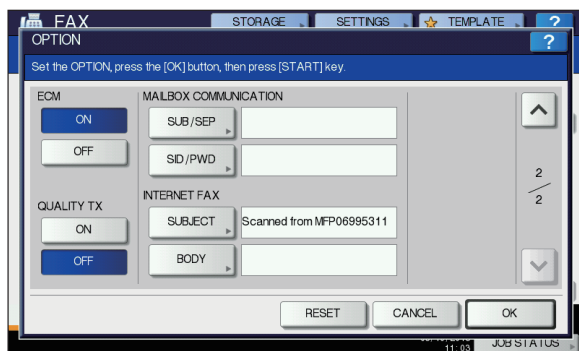 FAX STORAGE SETTINGS TEMPLATE ?
OPTION ?
Set the OPTION, press the [OK] button, then press [START] key.
ECM MAILBOX COMMUNICATION
ON SUB/SEP
OFF SID/PWD
2
2
QUALITY TX INTERNET FAX
ON SUBJECT Scanned from MFP06995311
OFF BODY
RESET CANCEL OK
11:03 JOB STATUS